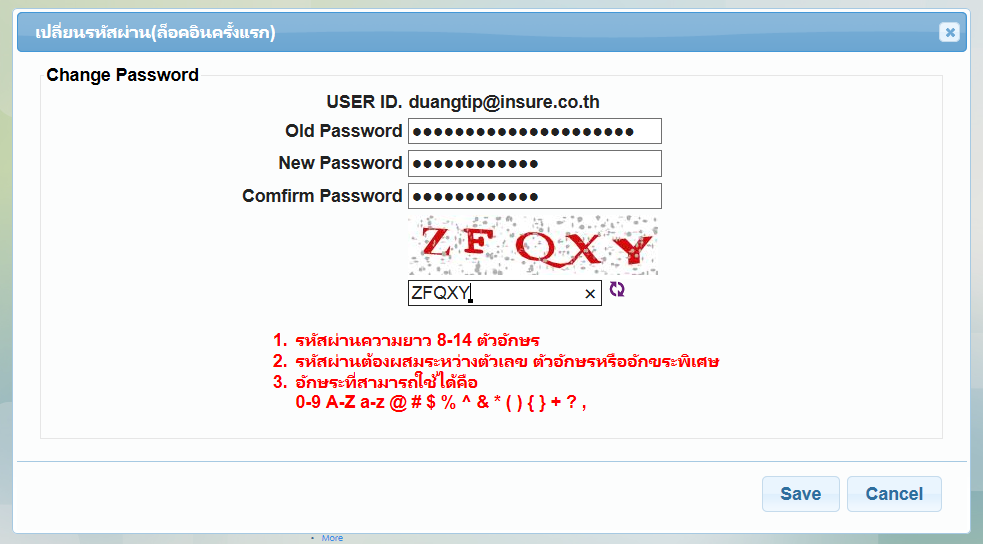 เปลี่ยนรหัสผ่าน(ล็อคอินครั้งแรก)
Change Password
USER ID. duangtip@insure.co.th
Old Password ●●●●●●●●●●●●●●●●●●●●●
New Password ●●●●●●●●●●●●
Comfirm Password ●●●●●●●●●●●●
ZFQXY
ZFQXY
1. รหัสผ่านความยาว 8-14 ตัวอักษร
2. รหัสผ่านต้องผสมระหว่างตัวเลข ตัวอักษรหรืออักขระพิเศษ
3. อักษระที่สามารถใช้ได้คือ
0-9 A-Z a-z @ # $ % ^ & * ( ) { } + ? ,
Save Cancel
More